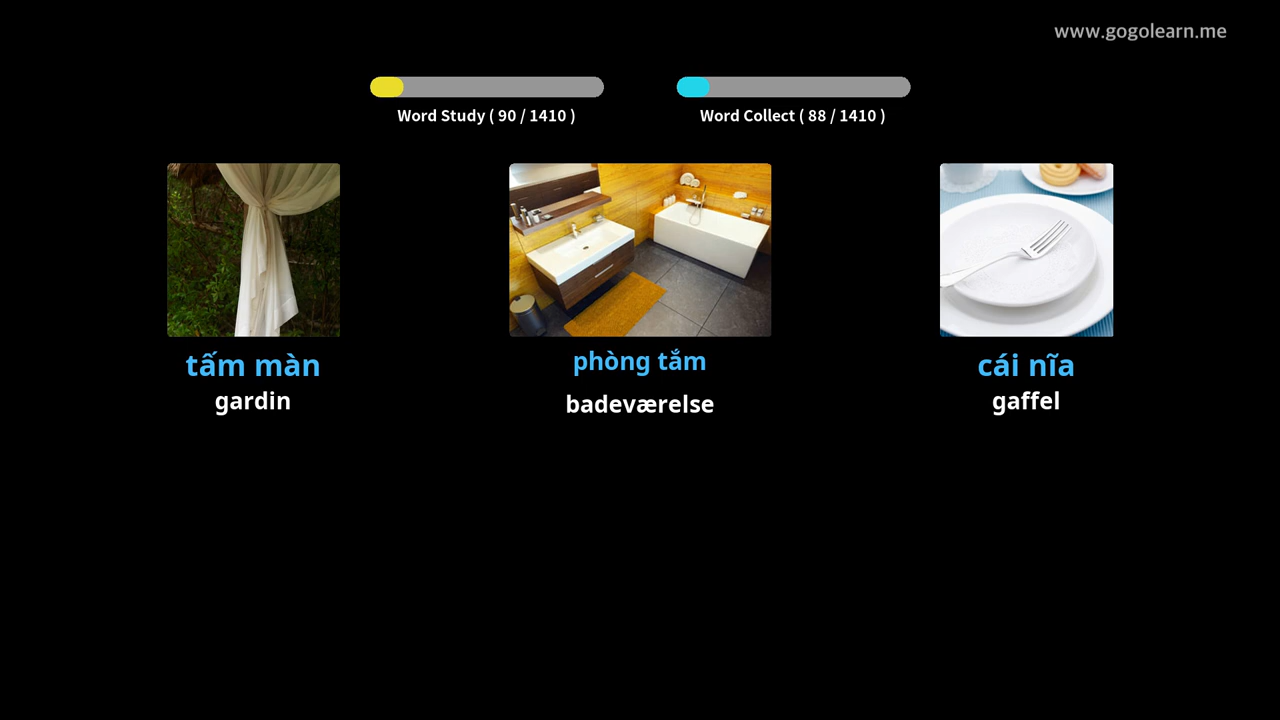 www.gogolearn.me
Word Study ( 90 / 1410 )
Word Collect ( 88 / 1410 )
tấm màn
gardin
phòng tắm
badeværelse
cái nĩa
gaffel